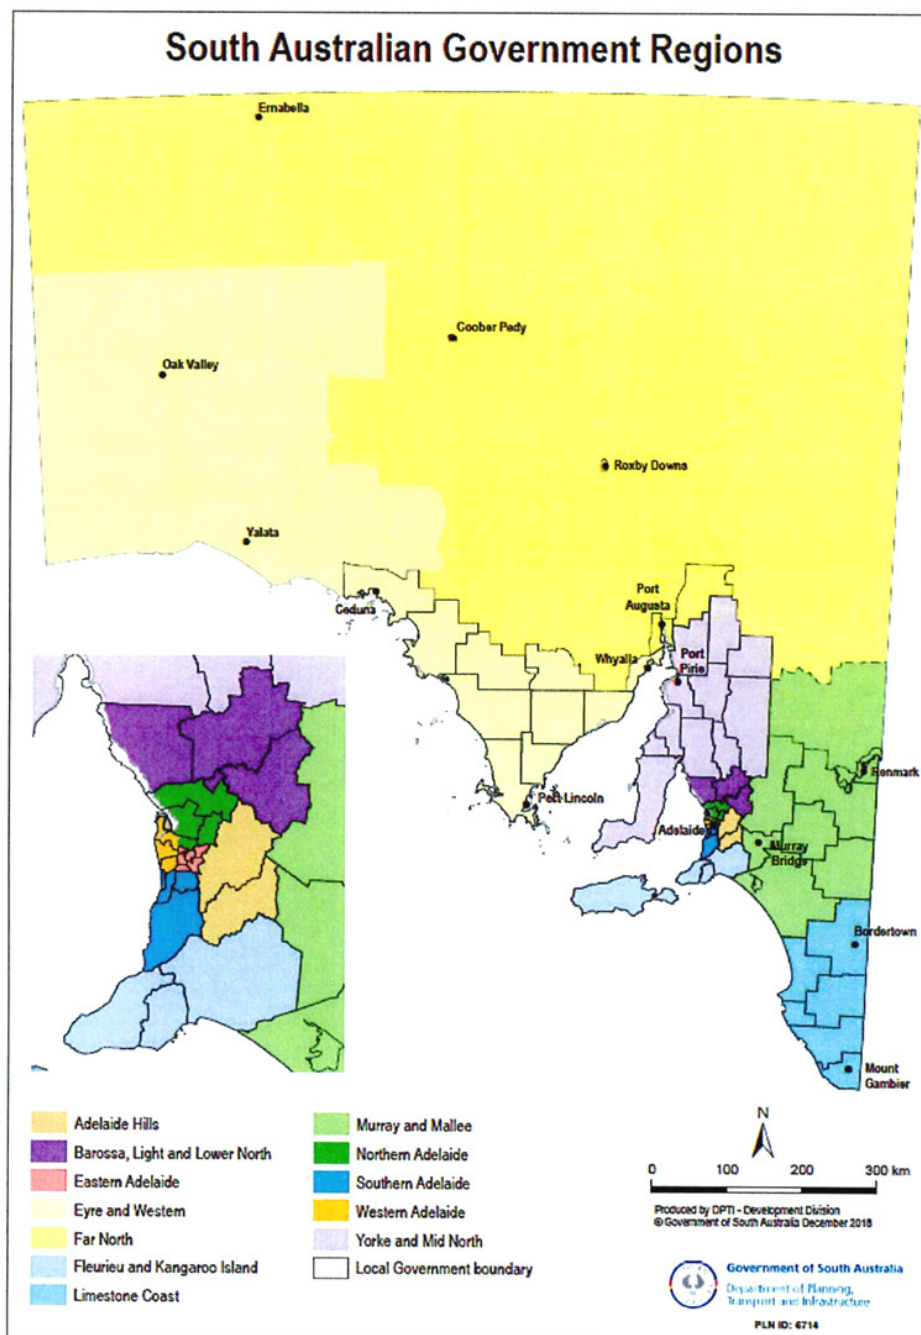 South Australian Government Regions
Ernabella
Coober Pedy
Oak Valley
Roxby Downs
Yalata
Ceduna
Port
Augusta
Whyalla
Port
Pirie
Renmark
Port Lincoln
Adelaide
Murray
Bridge
Bordertown
Mount
Gambier
Adelaide Hills
Barossa, Light and Lower North
Eastern Adelaide
Eyre and Western
Far North
Fleurieu and Kangaroo Island
Limestone Coast
Murray and Mallee
Northern Adelaide
Southern Adelaide
Western Adelaide
Yorke and Mid North
Local Government boundary
N
0 100 200 300 km
Produced by DPTI - Development Division
© Government of South Australia December 2018
Government of South Australia
Department of Planning,
Transport and Infrastructure
PLN ID: 6714